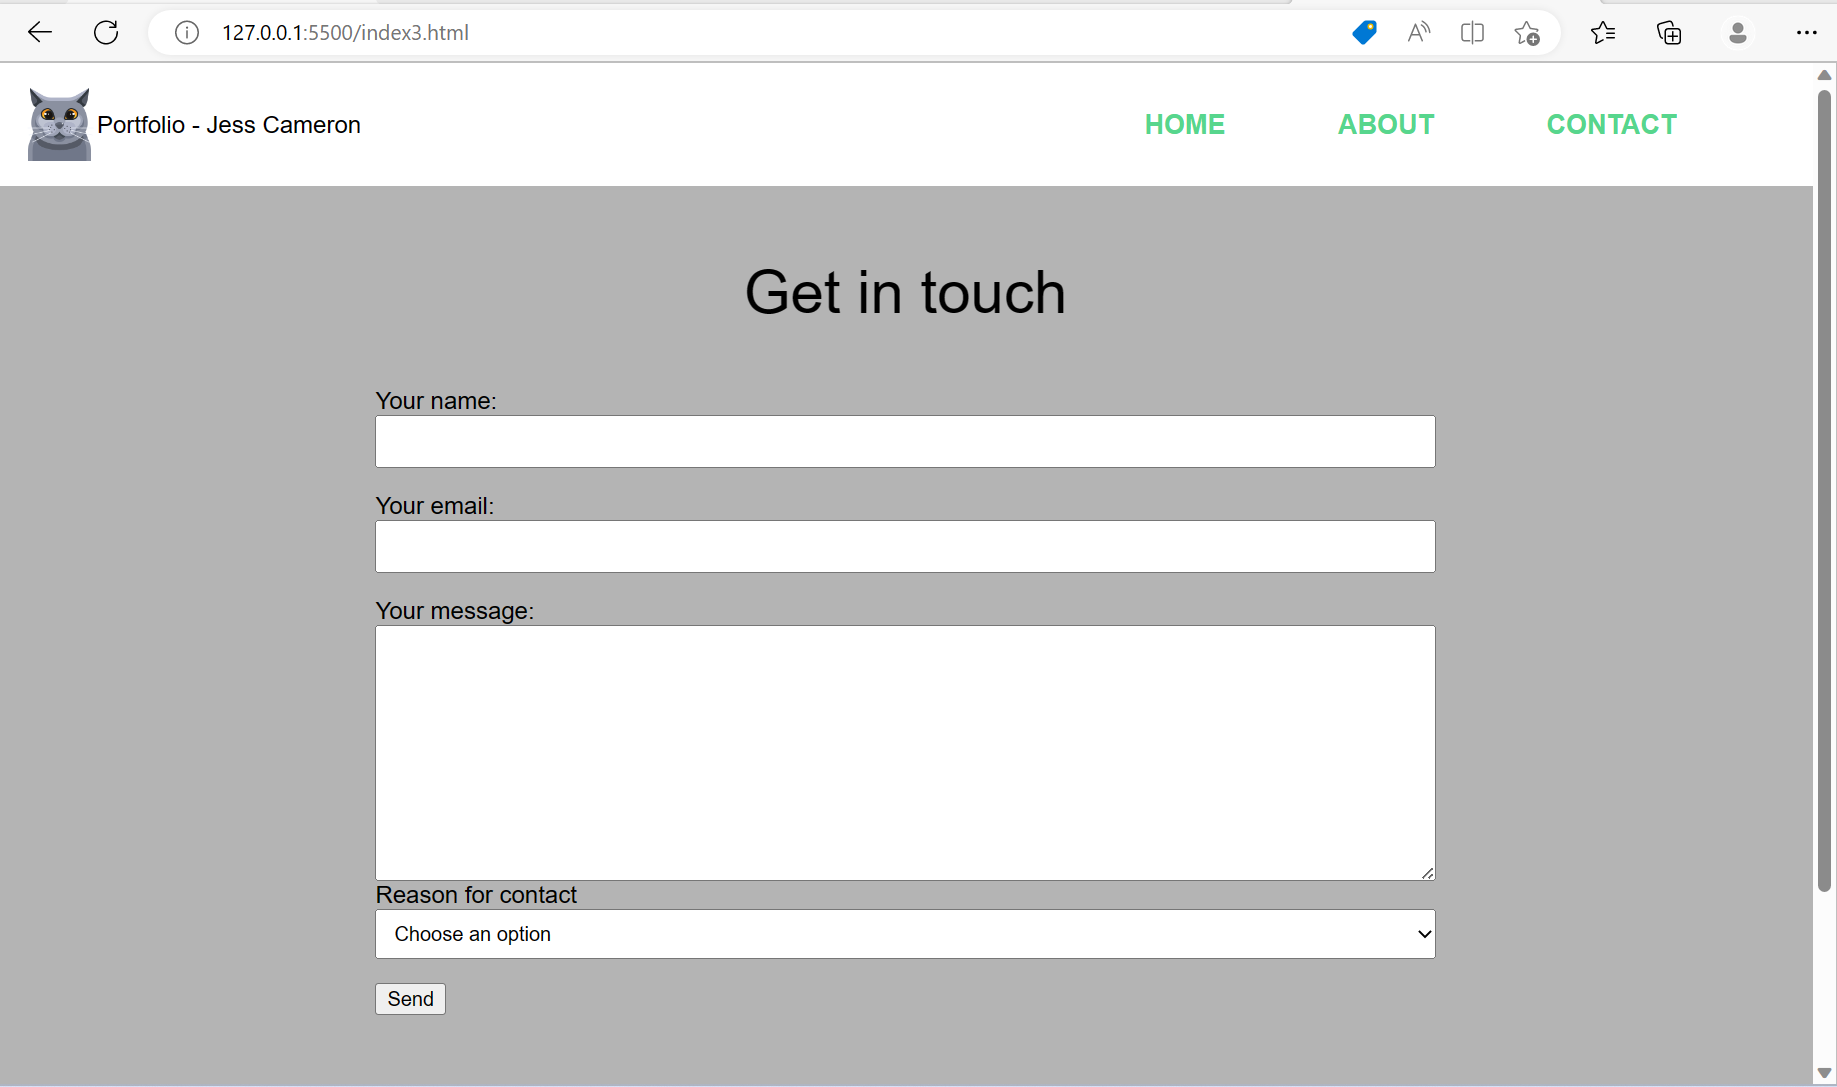 127.0.0.1:5500/index3.html
Portfolio - Jess Cameron
HOME ABOUT CONTACT
Get in touch
Your name:
Your email:
Your message:
Reason for contact
Choose an option
Send